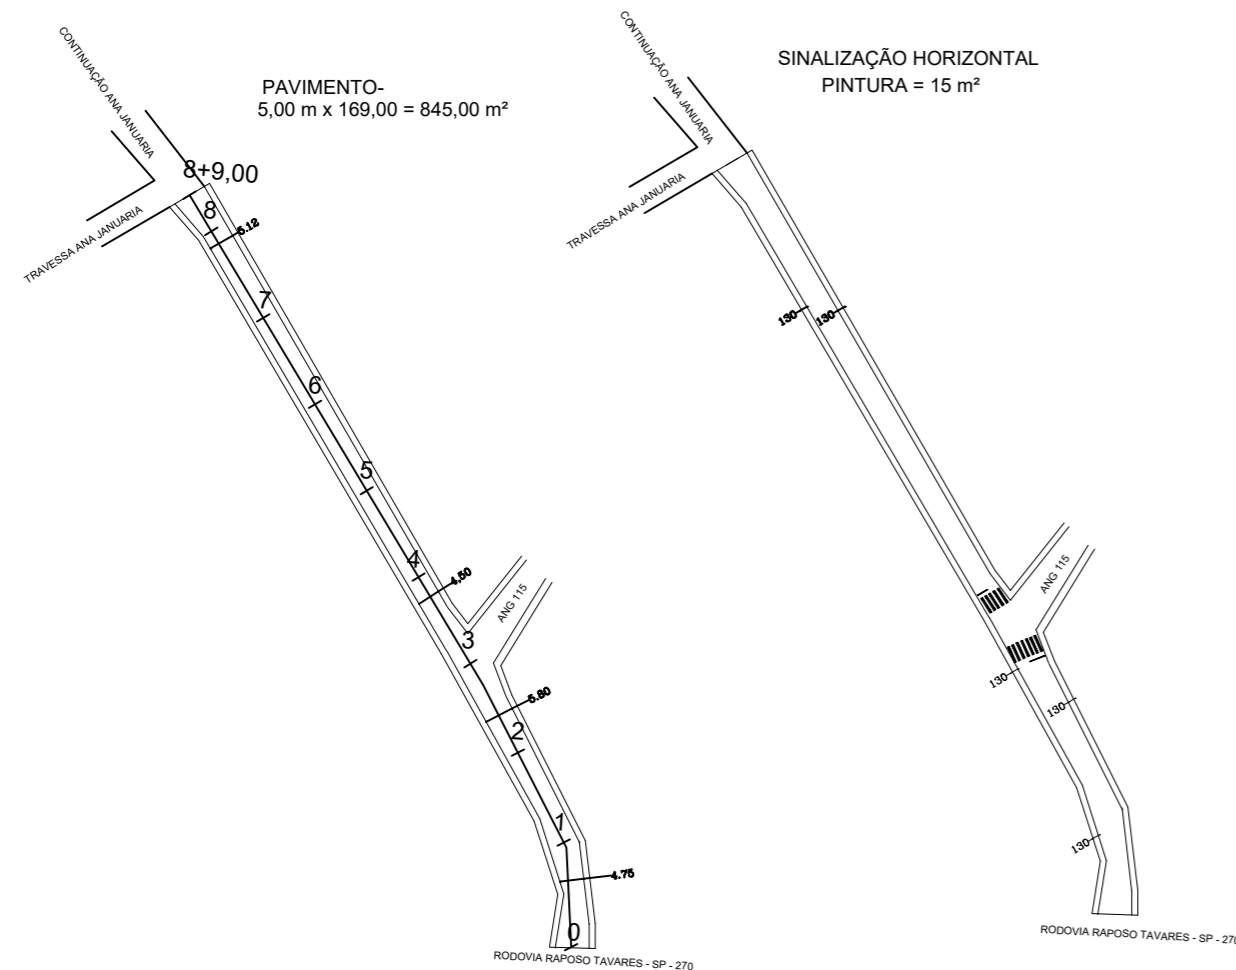 CONTINUAÇÃO ANA JANUARIA
PAVIMENTO-
5,00 m x 169,00 = 845,00 m²
8+9,00
TRAVESSA ANA JANUARIA
8
5.12
7
6
5
4
4,50
ANG 115
3
5.80
2
1
4.75
0
RODOVIA RAPOSO TAVARES - SP - 270
CONTINUAÇÃO ANA JANUARIA
SINALIZAÇÃO HORIZONTAL
PINTURA = 15 m²
TRAVESSA ANA JANUARIA
130
130
ANG 115
130
130
130
RODOVIA RAPOSO TAVARES - SP - 270